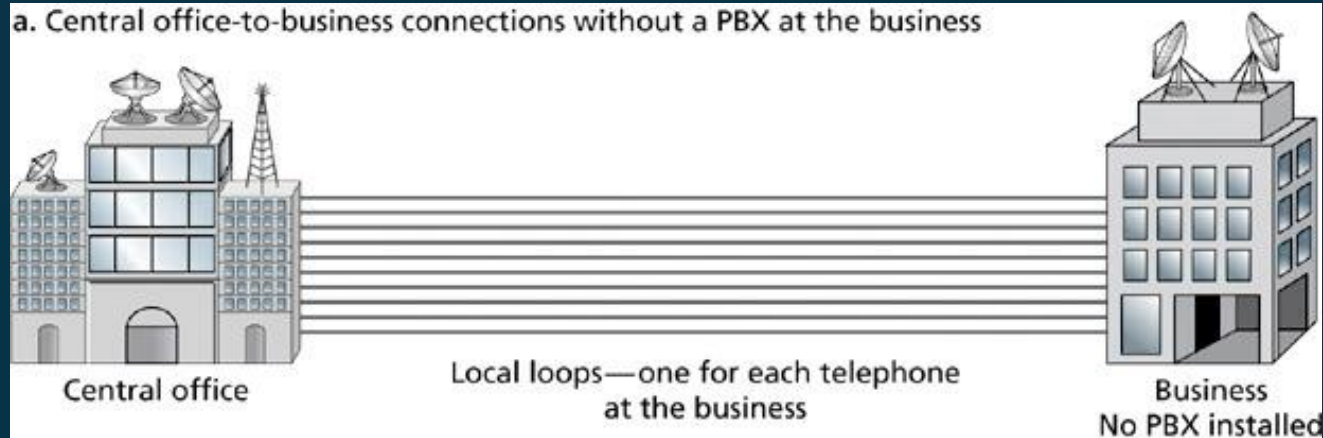 a. Central office-to-business connections without a PBX at the business
Central office
Local loops—one for each telephone
at the business
Business
No PBX installed